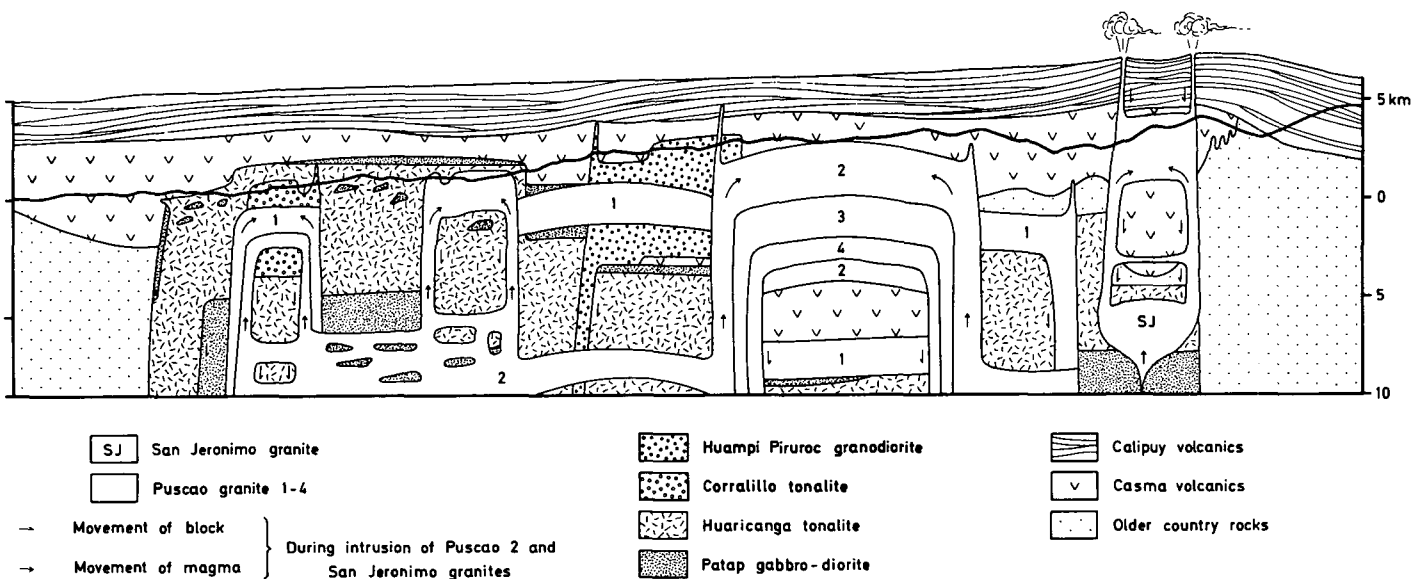 5 km
2
1
2
1
0
3
1
4
2
5
SJ
1
2
10
SJ San Jeronimo granite
Puscao granite 1-4
→ Movement of block
→ Movement of magma
During intrusion of Puscao 2 and
San Jeronimo granites
Huampi Piruroc granodiorite
Corralillo tonalite
Huaricanga tonalite
Patap gabbro-diorite
Calipuy volcanics
Casma volcanics
Older country rocks